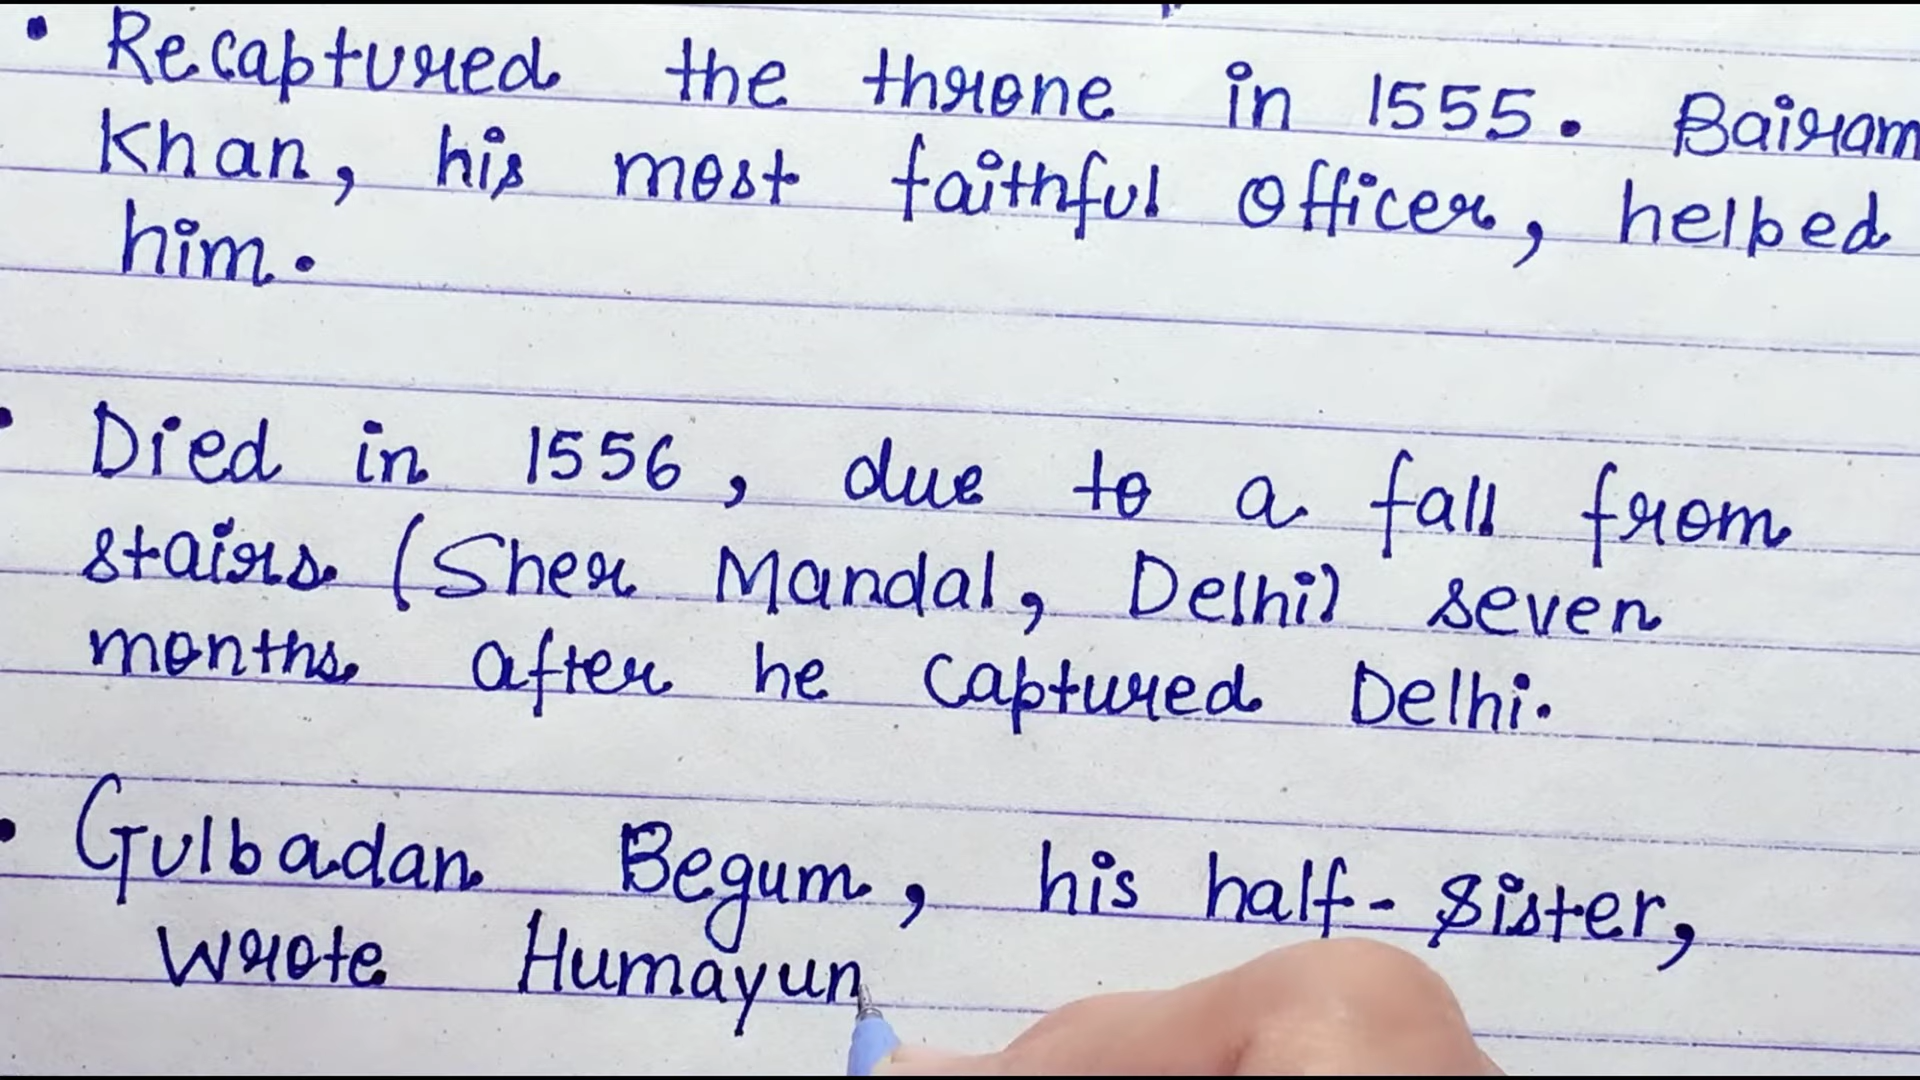 • Recaptured the throne in 1555. Bairam
Khan, his most faithful officer, helped
him.
• Died in 1556, due to a fall from
stairs (Sher Mandal, Delhi) seven
months after he captured Delhi.
• Gulbadan Begum, his half-sister,
wrote Humayun